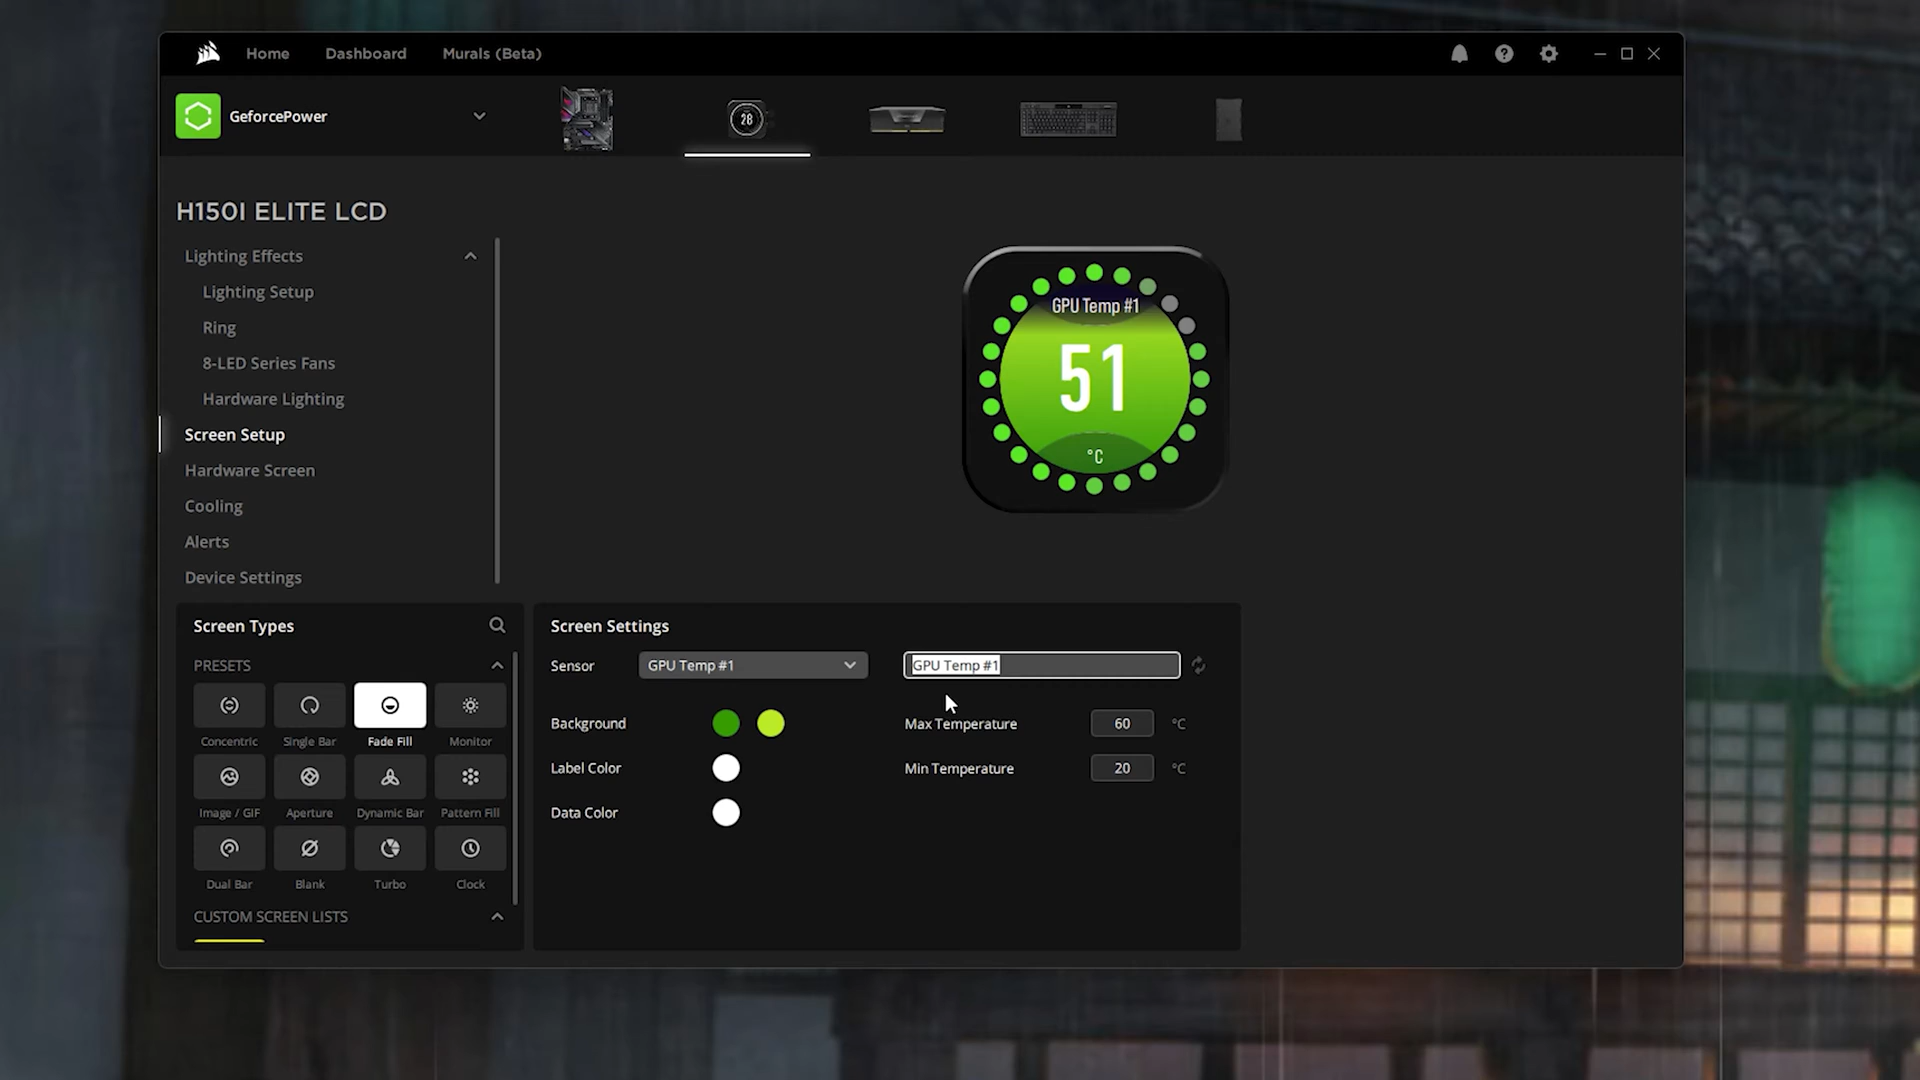 Home Dashboard Murals (Beta)
GeforcePower
28
H150I ELITE LCD
Lighting Effects
Lighting Setup
Ring
8-LED Series Fans
Hardware Lighting
Screen Setup
Hardware Screen
Cooling
Alerts
Device Settings
GPU Temp #1
51
°C
Screen Types
PRESETS
Concentric Single Bar Fade Fill Monitor
Image / GIF Aperture Dynamic Bar Pattern Fill
Dual Bar Blank Turbo Clock
CUSTOM SCREEN LISTS
Screen Settings
Sensor GPU Temp #1 GPU Temp #1
Background Max Temperature 60 °C
Label Color Min Temperature 20 °C
Data Color